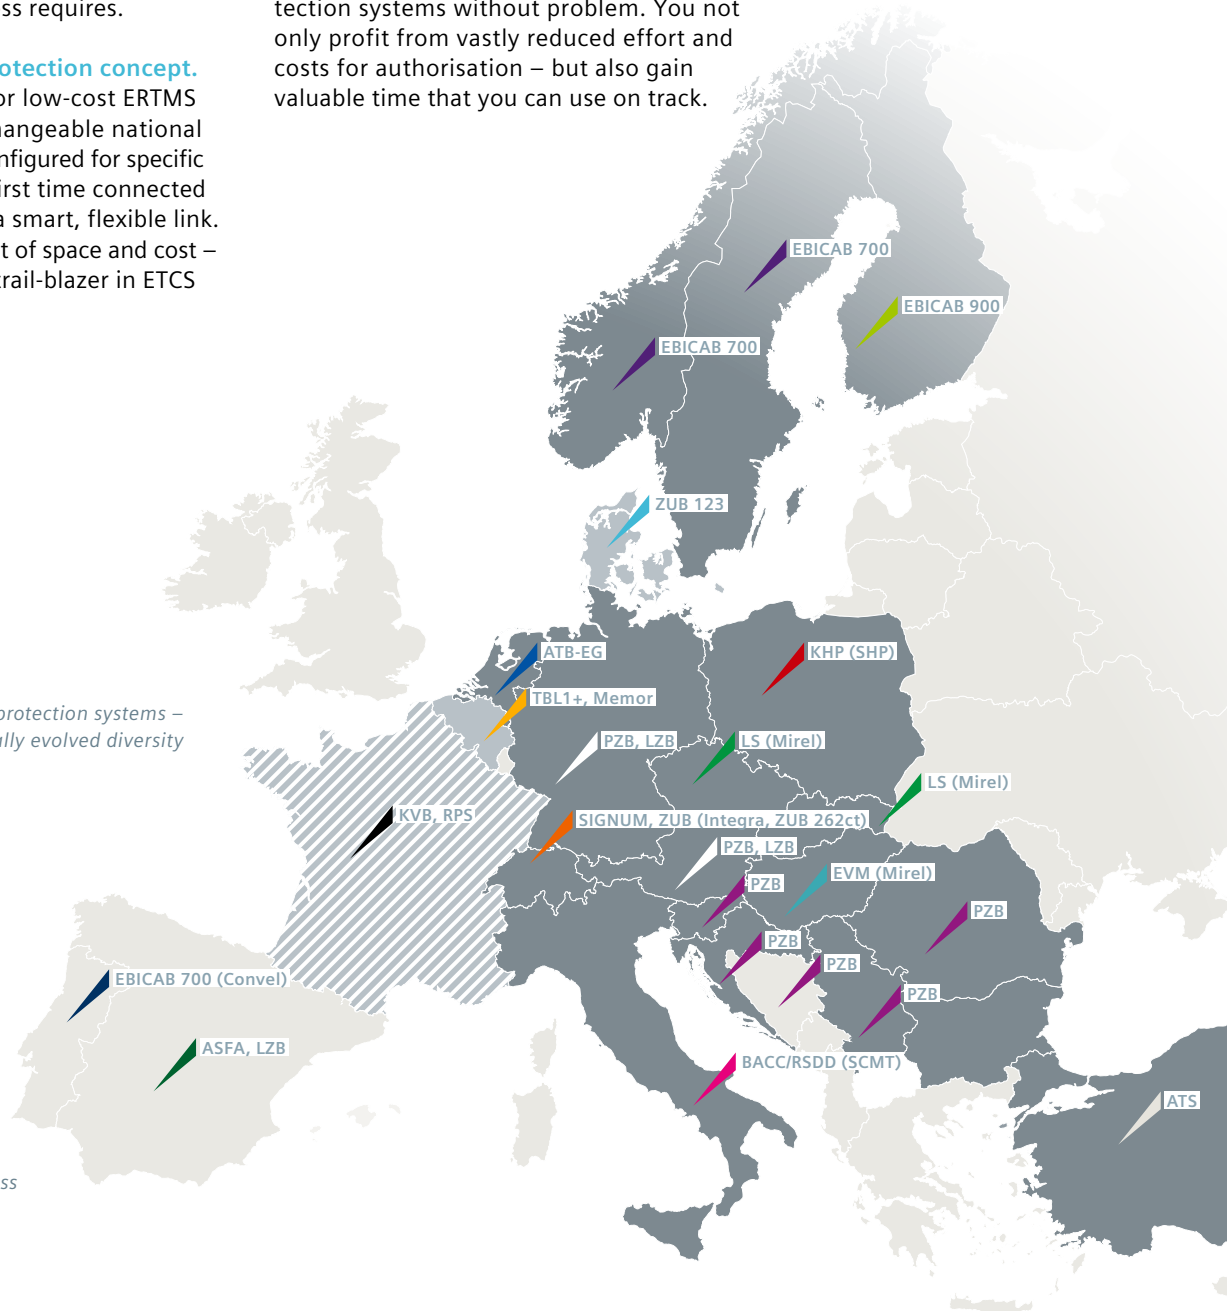 ss requires.
otection concept.
or low-cost ERTMS
hangeable national
nfigured for specific
irst time connected
a smart, flexible link.
t of space and cost –
trail-blazer in ETCS
tection systems without problem. You not
only profit from vastly reduced effort and
costs for authorisation – but also gain
valuable time that you can use on track.
EBICAB 700
EBICAB 900
EBICAB 700
ZUB 123
ATB-EG
KHP (SHP)
TBL1+, Memor
protection systems –
ally evolved diversity
PZB, LZB
LS (Mirel)
LS (Mirel)
KVB, RPS
SIGNUM, ZUB (Integra, ZUB 262ct)
PZB, LZB
EVM (Mirel)
PZB
PZB
PZB
PZB
EBICAB 700 (Convel)
PZB
ASFA, LZB
BACC/RSDD (SCMT)
ATS
ss